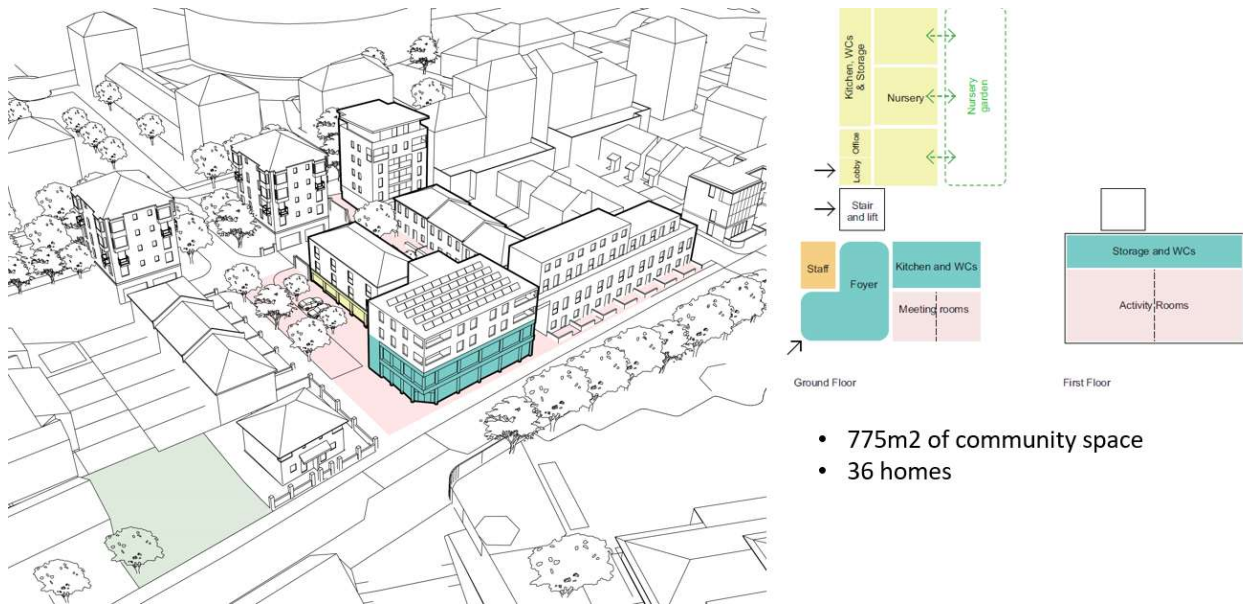 Kitchen, WCs
& Storage
Nursery
Nursery
garden
Office
Lobby
Stair
and lift
Staff
Foyer
Kitchen and WCs
Meeting rooms
Storage and WCs
Activity Rooms
Ground Floor
First Floor
• 775m2 of community space
• 36 homes